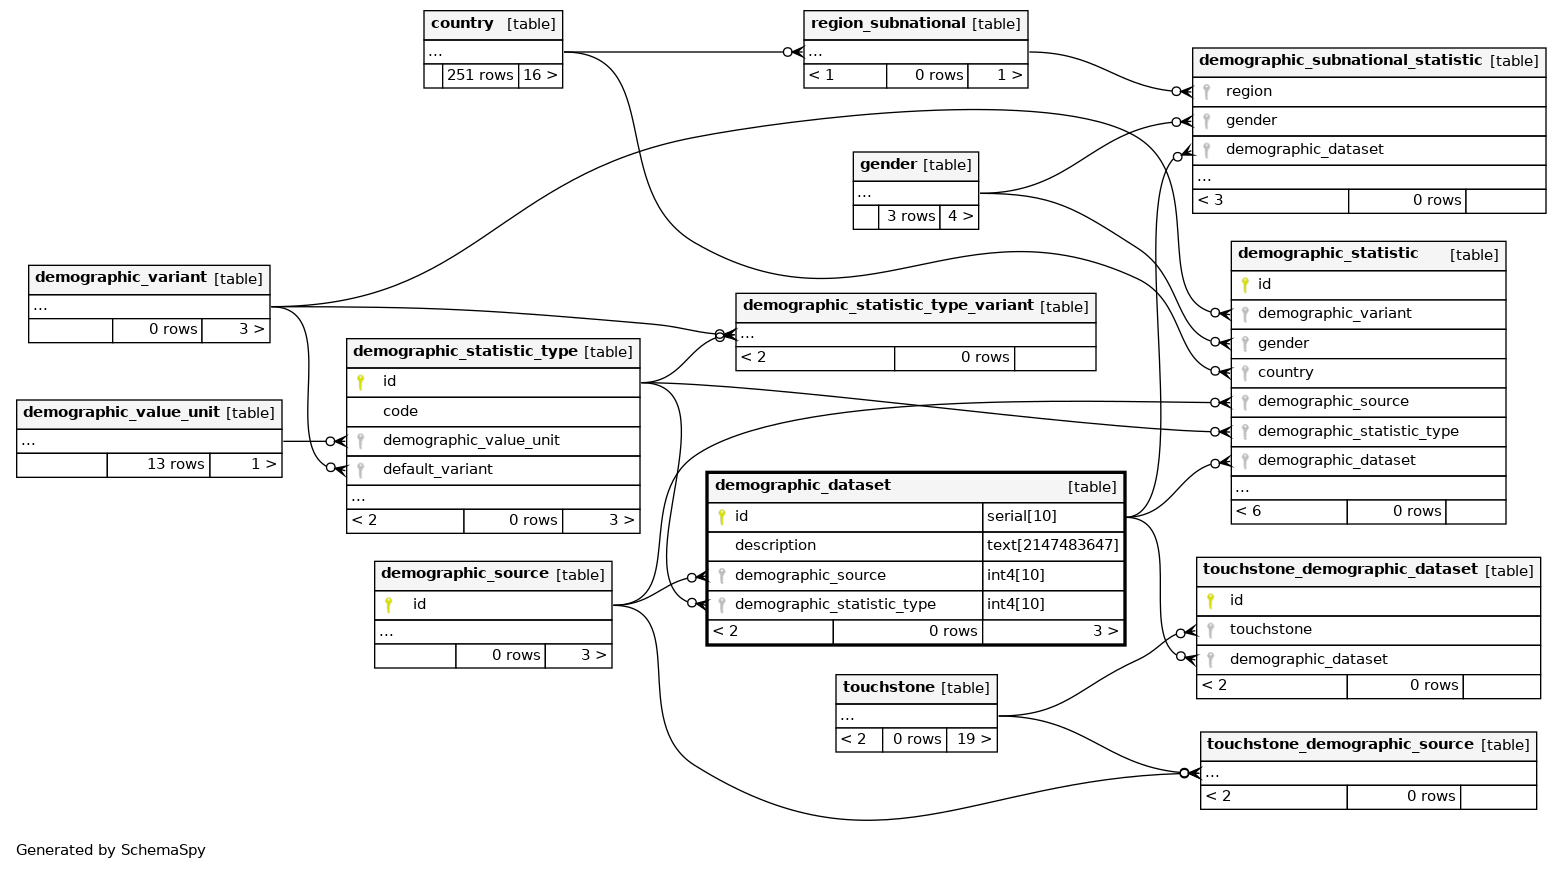 country [table]
...
251 rows 16 >
region_subnational [table]
...
< 1 0 rows 1 >
demographic_subnational_statistic [table]
region
gender
demographic_dataset
...
< 3 0 rows
gender [table]
...
3 rows 4 >
demographic_statistic [table]
id
demographic_variant
gender
country
demographic_source
demographic_statistic_type
demographic_dataset
...
< 6 0 rows
demographic_variant [table]
...
0 rows 3 >
demographic_statistic_type_variant [table]
...
< 2 0 rows
demographic_statistic_type [table]
id
code
demographic_value_unit
default_variant
...
< 2 0 rows 3 >
demographic_value_unit [table]
...
13 rows 1 >
demographic_dataset [table]
id serial[10]
description text[2147483647]
demographic_source int4[10]
demographic_statistic_type int4[10]
< 2 0 rows 3 >
demographic_source [table]
id
...
0 rows 3 >
touchstone_demographic_dataset [table]
id
touchstone
demographic_dataset
< 2 0 rows
touchstone [table]
...
< 2 0 rows 19 >
touchstone_demographic_source [table]
...
< 2 0 rows
Generated by SchemaSpy